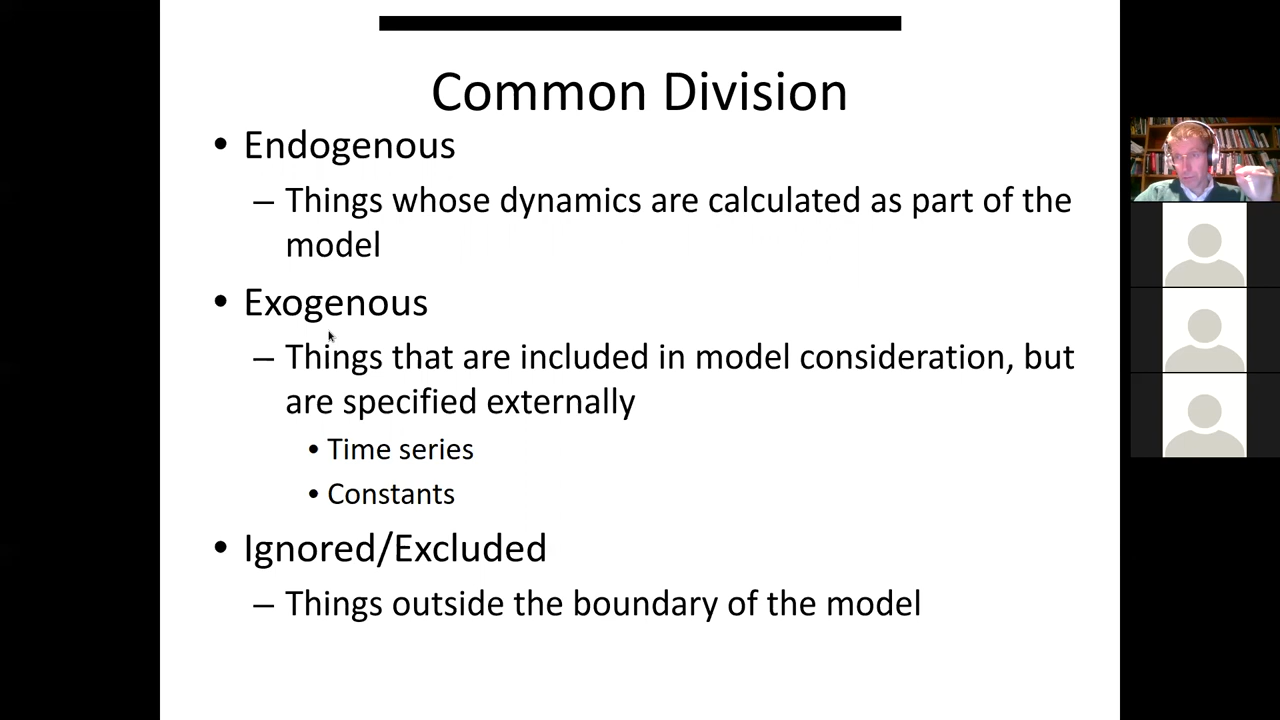 Common Division
• Endogenous
– Things whose dynamics are calculated as part of the
model
• Exogenous
– Things that are included in model consideration, but
are specified externally
• Time series
• Constants
• Ignored/Excluded
– Things outside the boundary of the model